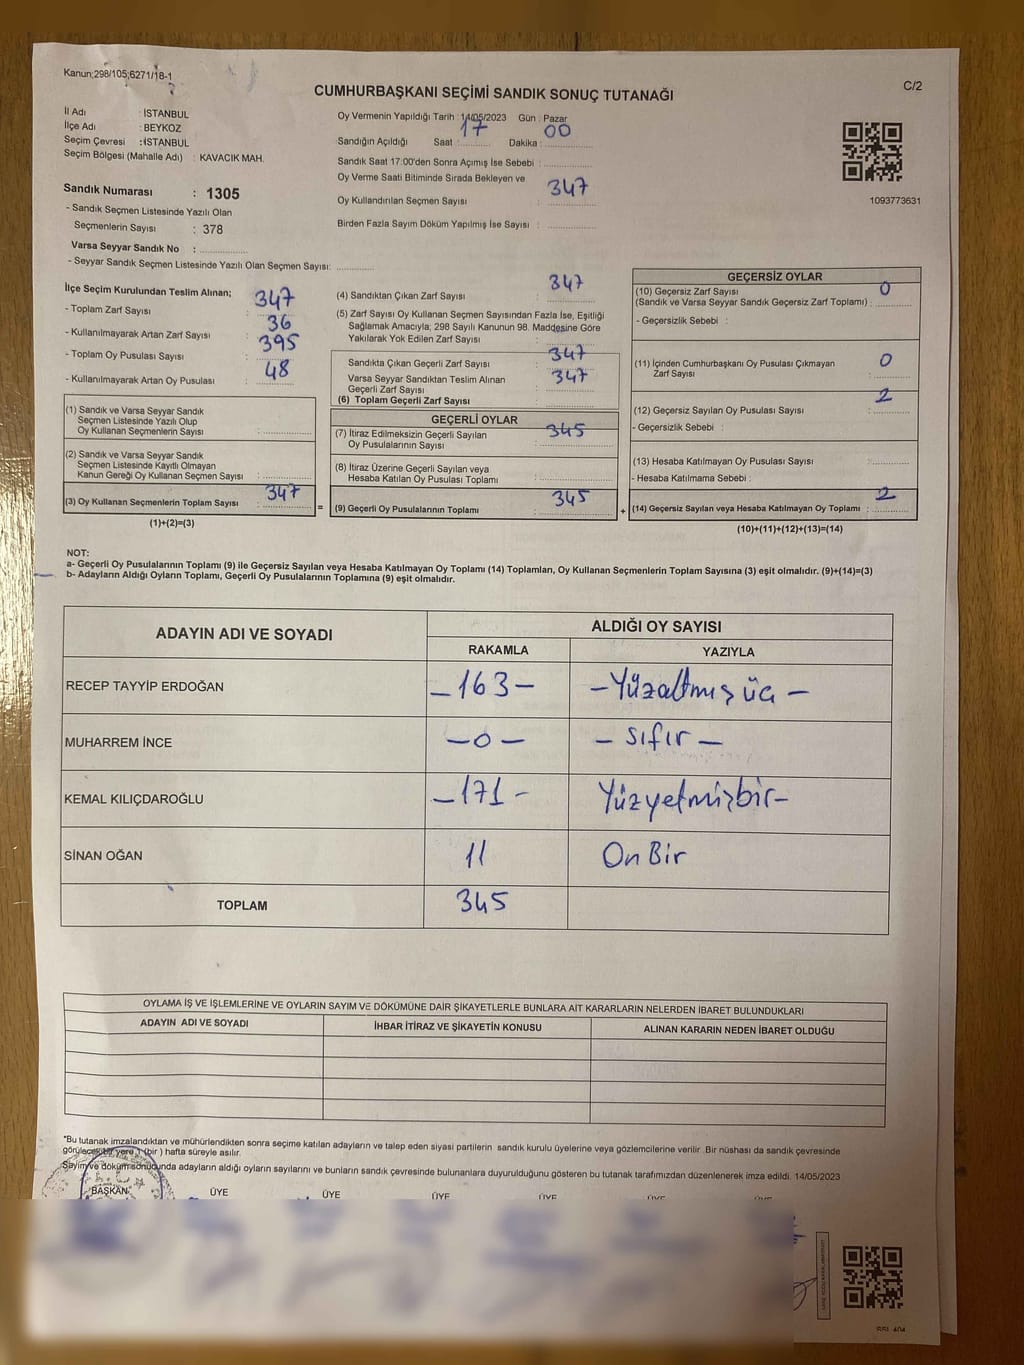 Kanun;298/105;6271/18-1
C/2
CUMHURBAŞKANI SEÇİMİ SANDIK SONUÇ TUTANAĞI
İl Adı : İSTANBUL
İlçe Adı : BEYKOZ
Seçim Çevresi : İSTANBUL
Seçim Bölgesi (Mahalle Adı) : KAVACIK MAH.
Sandık Numarası : 1305
- Sandık Seçmen Listesinde Yazılı Olan
Seçmenlerin Sayısı : 378
Varsa Seyyar Sandık No :
- Seyyar Sandık Seçmen Listesinde Yazılı Olan Seçmen Sayısı:
Oy Vermenin Yapıldığı Tarih : 14/05/2023 Gün : Pazar
Sandığın Açıldığı Saat : 17 Dakika : 00
Sandık Saat 17:00'den Sonra Açımış İse Sebebi :
Oy Verme Saati Bitiminde Sırada Bekleyen ve
Oy Kullandırılan Seçmen Sayısı : 347
Birden Fazla Sayım Döküm Yapılmış İse Sayısı :
1093773631
İlçe Seçim Kurulundan Teslim Alınan;
- Toplam Zarf Sayısı : 347
- Kullanılmayarak Artan Zarf Sayısı : 36
- Toplam Oy Pusulası Sayısı : 395
- Kullanılmayarak Artan Oy Pusulası : 48
(1) Sandık ve Varsa Seyyar Sandık
Seçmen Listesinde Yazılı Olup
Oy Kullanan Seçmenlerin Sayısı :
(2) Sandık ve Varsa Seyyar Sandık
Seçmen Listesinde Kayıtlı Olmayan
Kanun Gereği Oy Kullanan Seçmen Sayısı :
(3) Oy Kullanan Seçmenlerin Toplam Sayısı : 347
(1)+(2)=(3)
=
(4) Sandıktan Çıkan Zarf Sayısı : 347
(5) Zarf Sayısı Oy Kullanan Seçmen Sayısından Fazla İse, Eşitliği
Sağlamak Amacıyla; 298 Sayılı Kanunun 98. Maddesine Göre
Yakılarak Yok Edilen Zarf Sayısı :
Sandıkta Çıkan Geçerli Zarf Sayısı : 347
Varsa Seyyar Sandıktan Teslim Alınan
Geçerli Zarf Sayısı :
(6) Toplam Geçerli Zarf Sayısı : 347
GEÇERLİ OYLAR
(7) İtiraz Edilmeksizin Geçerli Sayılan
Oy Pusulalarının Sayısı : 345
(8) İtiraz Üzerine Geçerli Sayılan veya
Hesaba Katılan Oy Pusulaları Toplamı :
(9) Geçerli Oy Pusulalarının Toplamı : 345
+
GEÇERSİZ OYLAR
(10) Geçersiz Zarf Sayısı
(Sandık ve Varsa Seyyar Sandık Geçersiz Zarf Toplamı) : 0
- Geçersizlik Sebebi :
(11) İçinden Cumhurbaşkanı Oy Pusulası Çıkmayan
Zarf Sayısı : 0
(12) Geçersiz Sayılan Oy Pusulası Sayısı : 2
- Geçersizlik Sebebi :
(13) Hesaba Katılmayan Oy Pusulası Sayısı :
- Hesaba Katılmama Sebebi :
(14) Geçersiz Sayılan veya Hesaba Katılmayan Oy Toplamı : 2
(10)+(11)+(12)+(13)=(14)
NOT:
a- Geçerli Oy Pusulalarının Toplamı (9) ile Geçersiz Sayılan veya Hesaba Katılmayan Oy Toplamı (14) Toplamları, Oy Kullanan Seçmenlerin Toplam Sayısına (3) eşit olmalıdır. (9)+(14)=(3)
b- Adayların Aldığı Oyların Toplamı, Geçerli Oy Pusulalarının Toplamına (9) eşit olmalıdır.
ADAYIN ADI VE SOYADI
ALDIĞI OY SAYISI
RAKAMLA YAZIYLA
RECEP TAYYİP ERDOĞAN -163- -Yüzaltmış üç-
MUHARREM İNCE -0- -sıfır-
KEMAL KILIÇDAROĞLU -171- Yüzyetmişbir-
SİNAN OĞAN 11 On Bir
TOPLAM 345
OYLAMA İŞ VE İŞLEMLERİNE VE OYLARIN SAYIM VE DÖKÜMÜNE DAİR ŞİKAYETLERLE BUNLARA AİT KARARLARIN NELERDEN İBARET BULUNDUKLARI
ADAYIN ADI VE SOYADI İHBAR İTİRAZ VE ŞİKAYETİN KONUSU ALINAN KARARIN NEDEN İBARET OLDUĞU
"Bu tutanak imzalandıktan ve mühürlendikten sonra seçime katılan adayların ve talep eden siyasi partilerin sandık kurulu üyelerine veya gözlemcilerine verilir. Bir nüshası da sandık çevresinde
görülecebilir yere 1 (bir) hafta süreyle asılır.
Sayım ve döküm sonucunda adayların aldığı oyların sayılarını ve bunların sandık çevresinde bulunanlara duyurulduğunu gösteren bu tutanak tarafımızdan düzenlenerek imza edildi. 14/05/2023
BAŞKAN ÜYE ÜYE ÜYE ÜYE ÜYE ÜYE